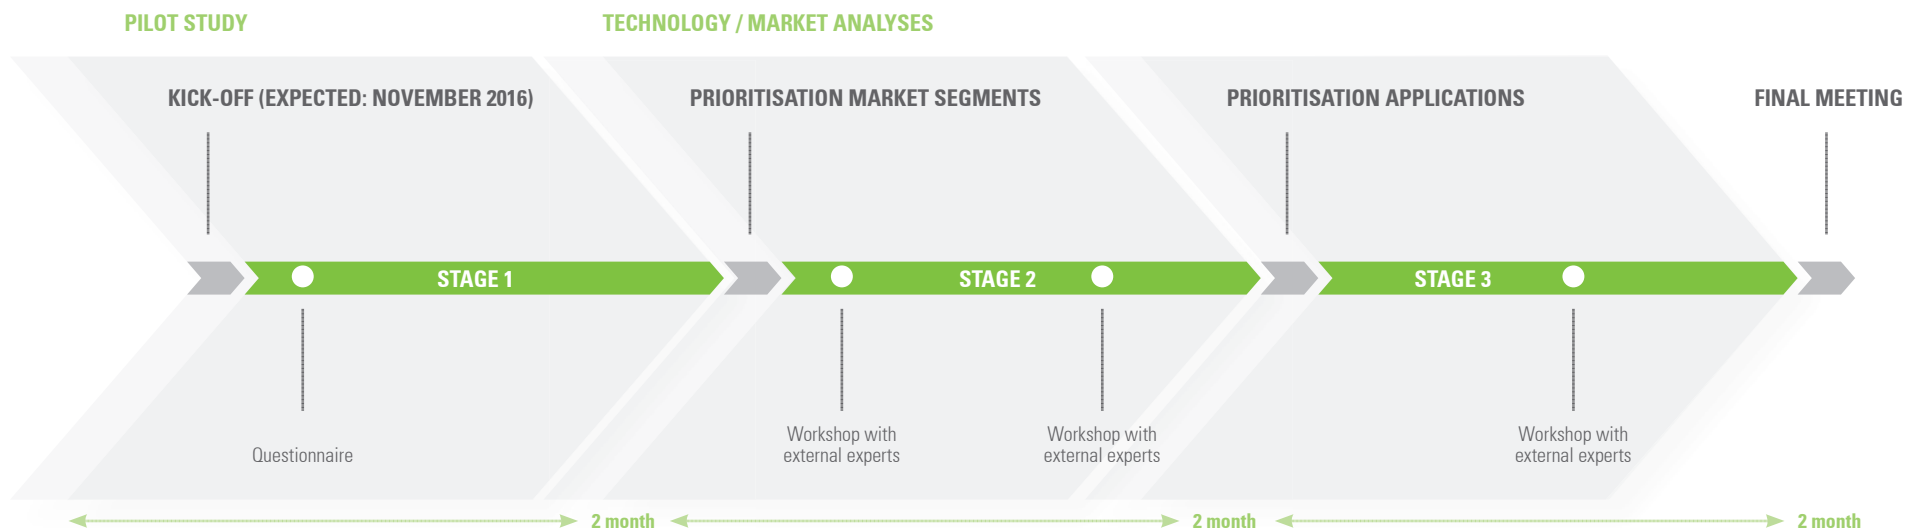 PILOT STUDY
TECHNOLOGY / MARKET ANALYSES
KICK-OFF (EXPECTED: NOVEMBER 2016)
PRIORITISATION MARKET SEGMENTS
PRIORITISATION APPLICATIONS
FINAL MEETING
STAGE 1
STAGE 2
STAGE 3
Questionnaire
Workshop with
external experts
Workshop with
external experts
Workshop with
external experts
2 month
2 month
2 month